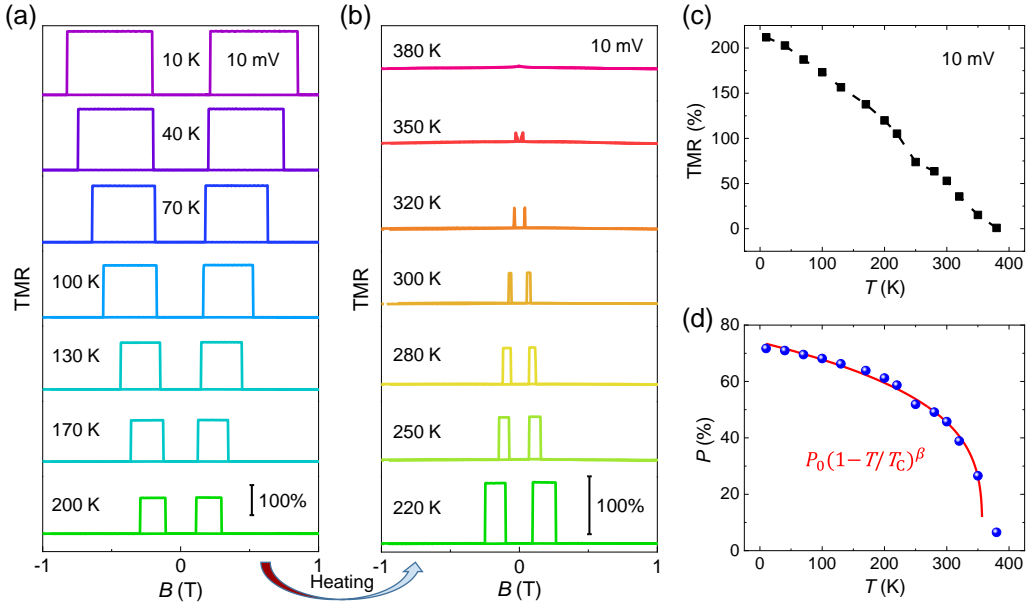 (a)
10 K
10 mV
40 K
70 K
100 K
130 K
170 K
200 K
100%
TMR
-1
0
1
B (T)
Heating
(b)
380 K
10 mV
350 K
320 K
300 K
280 K
250 K
220 K
100%
TMR
-1
0
1
B (T)
(c)
10 mV
200
150
100
50
0
TMR (%)
0
100
200
300
400
T (K)
(d)
80
60
40
20
0
P (%)
P₀(1−T/T_C)^β
0
100
200
300
400
T (K)